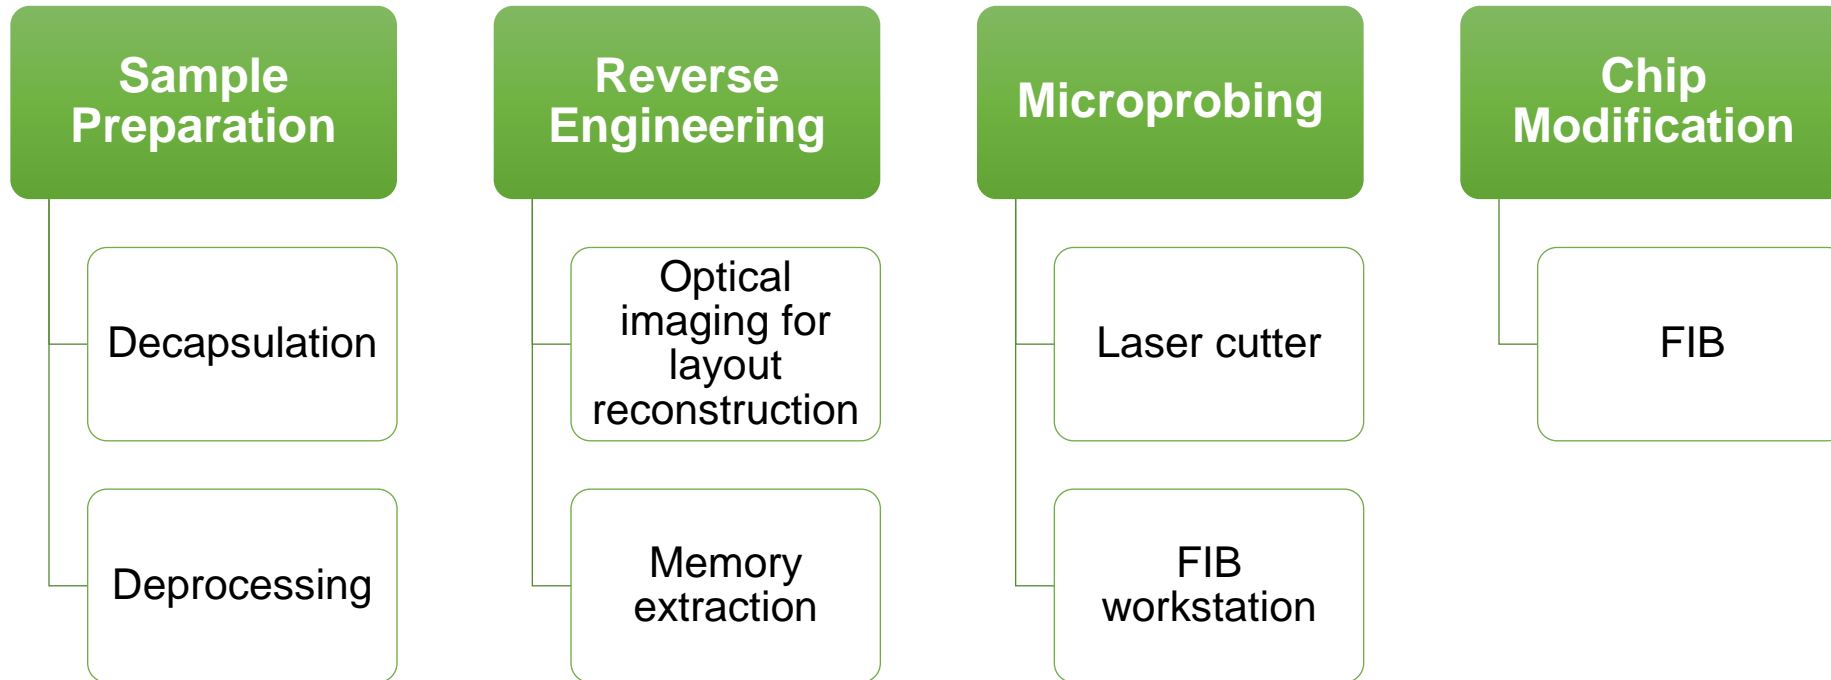 Sample
Preparation
Decapsulation
Deprocessing
Reverse
Engineering
Optical
imaging for
layout
reconstruction
Memory
extraction
Microprobing
Laser cutter
FIB
workstation
Chip
Modification
FIB